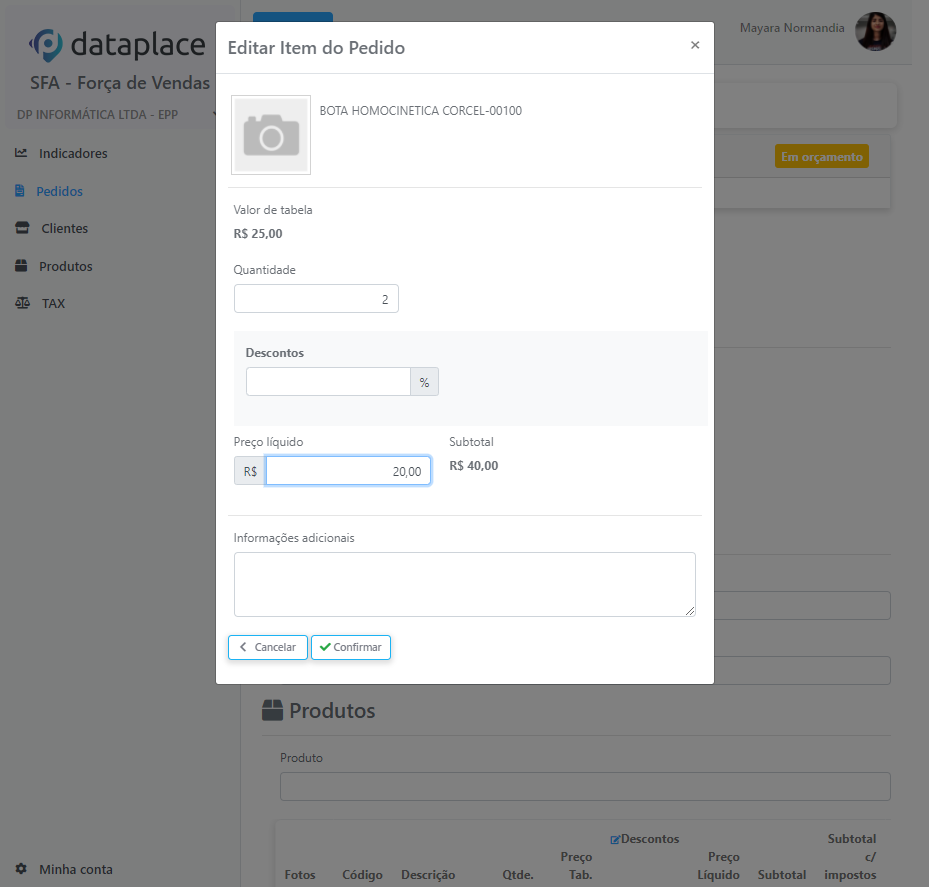 dataplace
SFA - Força de Vendas
DP INFORMÁTICA LTDA - EPP
Indicadores
Pedidos
Clientes
Produtos
TAX
Minha conta
Mayara Normandia
Em orçamento
Editar Item do Pedido
×
BOTA HOMOCINETICA CORCEL-00100
Valor de tabela
R$ 25,00
Quantidade
2
Descontos
%
Preço líquido
Subtotal
R$ 20,00
R$ 40,00
Informações adicionais
Cancelar
Confirmar
Produtos
Produto
Fotos
Código
Descrição
Qtde.
Preço
Tab.
Descontos
Preço
Líquido
Subtotal
Subtotal
c/
impostos